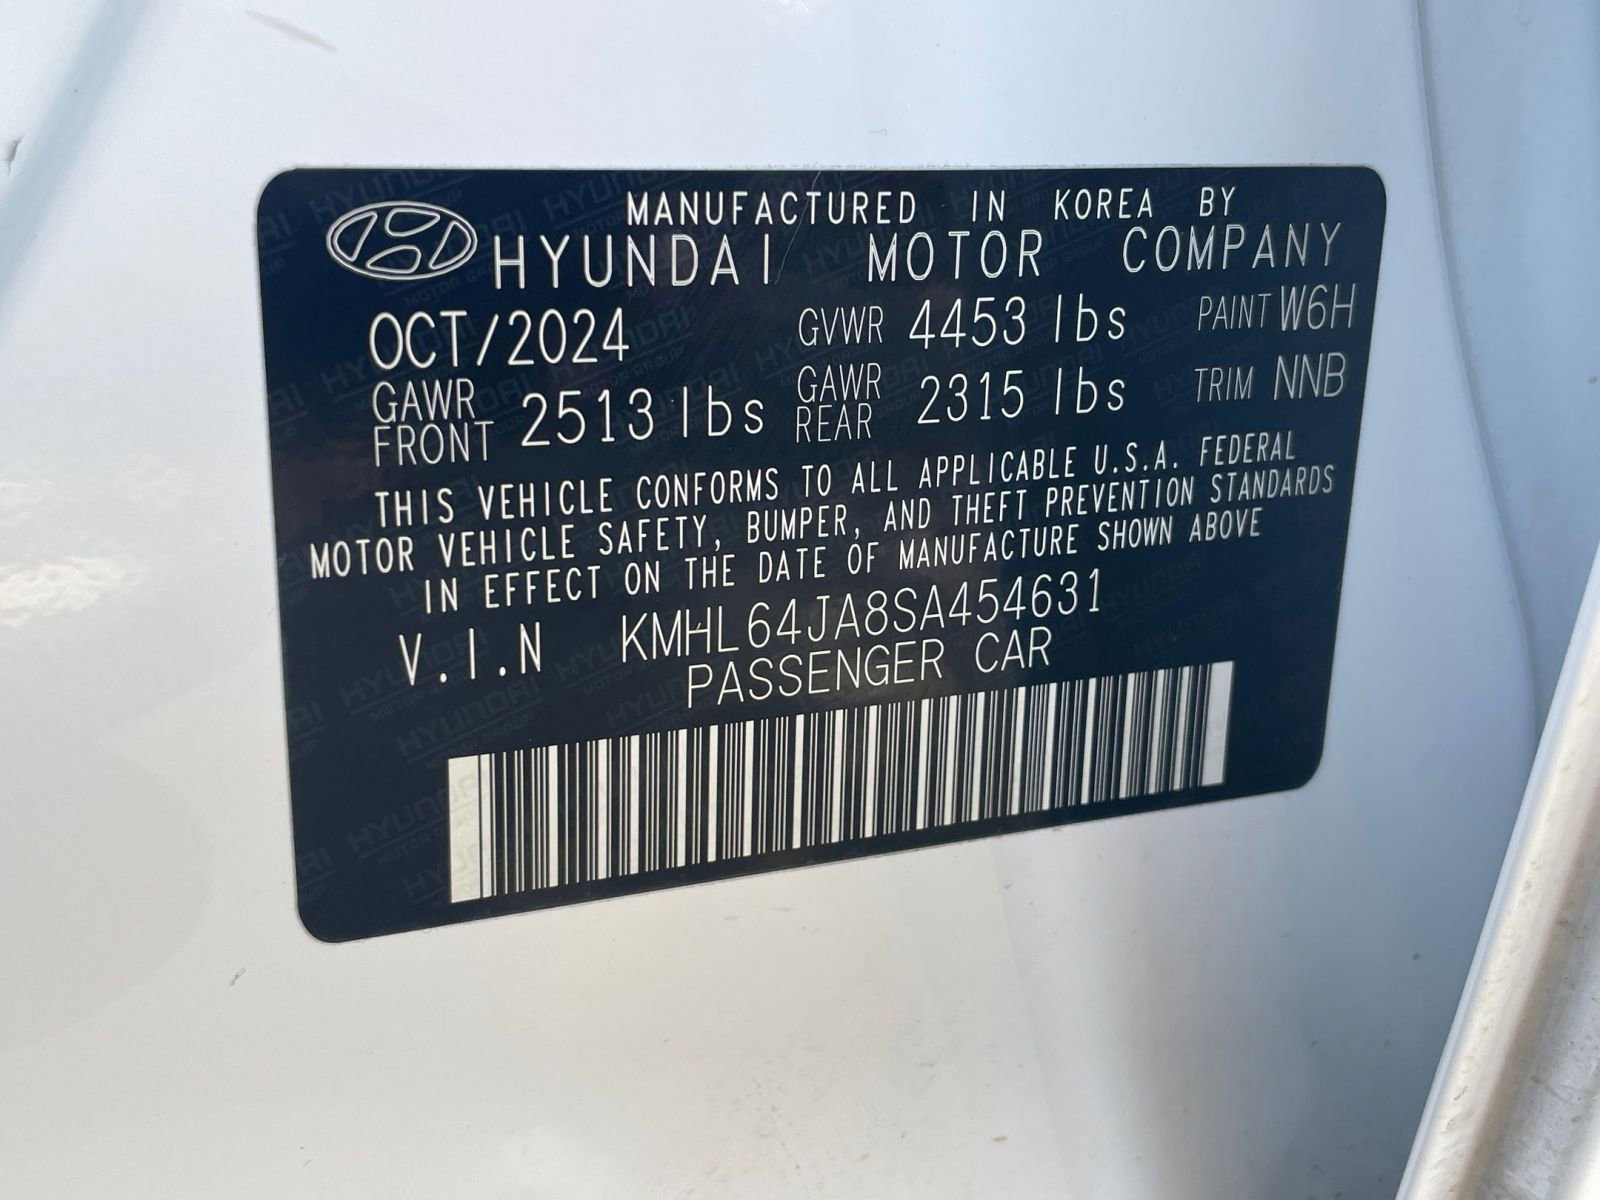 MANUFACTURED IN KOREA BY
HYUNDAI MOTOR COMPANY
OCT/2024 GVWR 4453 lbs PAINT W6H
GAWR FRONT 2513 lbs GAWR REAR 2315 lbs TRIM NNB
THIS VEHICLE CONFORMS TO ALL APPLICABLE U.S.A. FEDERAL
MOTOR VEHICLE SAFETY, BUMPER, AND THEFT PREVENTION STANDARDS
IN EFFECT ON THE DATE OF MANUFACTURE SHOWN ABOVE
V.I.N KMHL64JA8SA454631
PASSENGER CAR